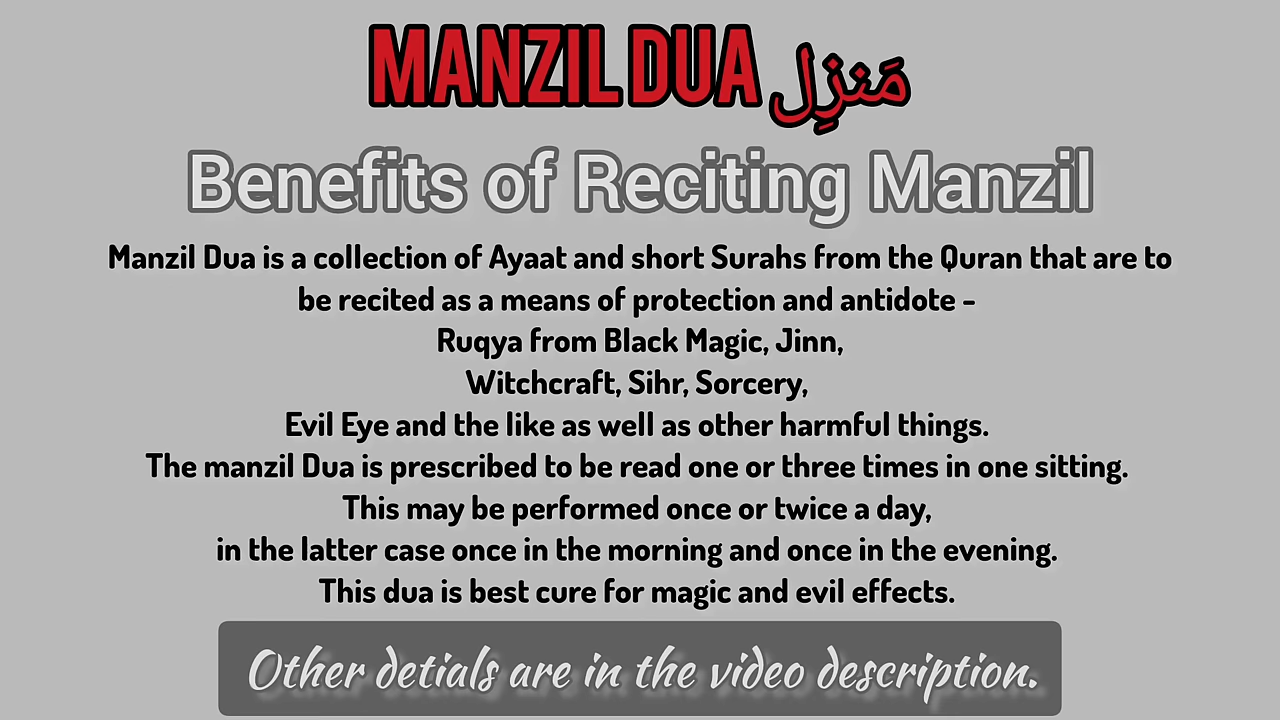 MANZIL DUA مَنزِل
Benefits of Reciting Manzil
Manzil Dua is a collection of Ayaat and short Surahs from the Quran that are to
be recited as a means of protection and antidote -
Ruqya from Black Magic, Jinn,
Witchcraft, Sihr, Sorcery,
Evil Eye and the like as well as other harmful things.
The manzil Dua is prescribed to be read one or three times in one sitting.
This may be performed once or twice a day,
in the latter case once in the morning and once in the evening.
This dua is best cure for magic and evil effects.
Other detials are in the video description.